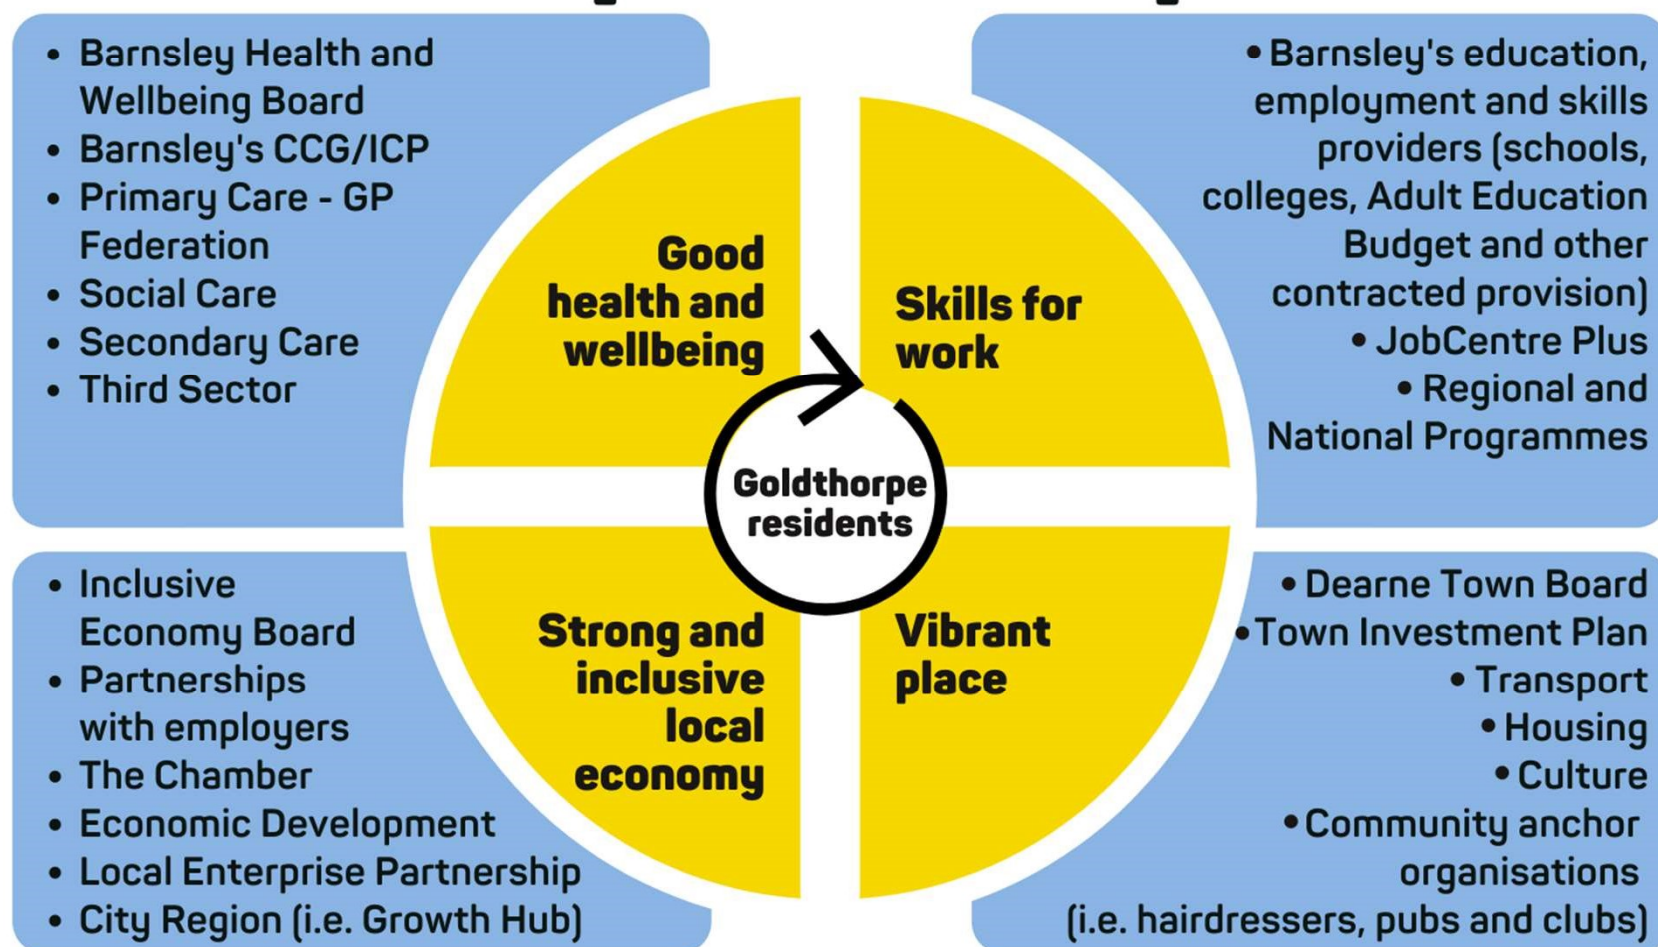 • Barnsley Health and
Wellbeing Board
• Barnsley's CCG/ICP
• Primary Care - GP
Federation
• Social Care
• Secondary Care
• Third Sector
• Barnsley's education,
employment and skills
providers (schools,
colleges, Adult Education
Budget and other
contracted provision)
• JobCentre Plus
• Regional and
National Programmes
Good
health and
wellbeing
Skills for
work
Goldthorpe
residents
Strong and
inclusive
local
economy
Vibrant
place
• Inclusive
Economy Board
• Partnerships
with employers
• The Chamber
• Economic Development
• Local Enterprise Partnership
• City Region (i.e. Growth Hub)
• Dearne Town Board
• Town Investment Plan
• Transport
• Housing
• Culture
• Community anchor
organisations
(i.e. hairdressers, pubs and clubs)